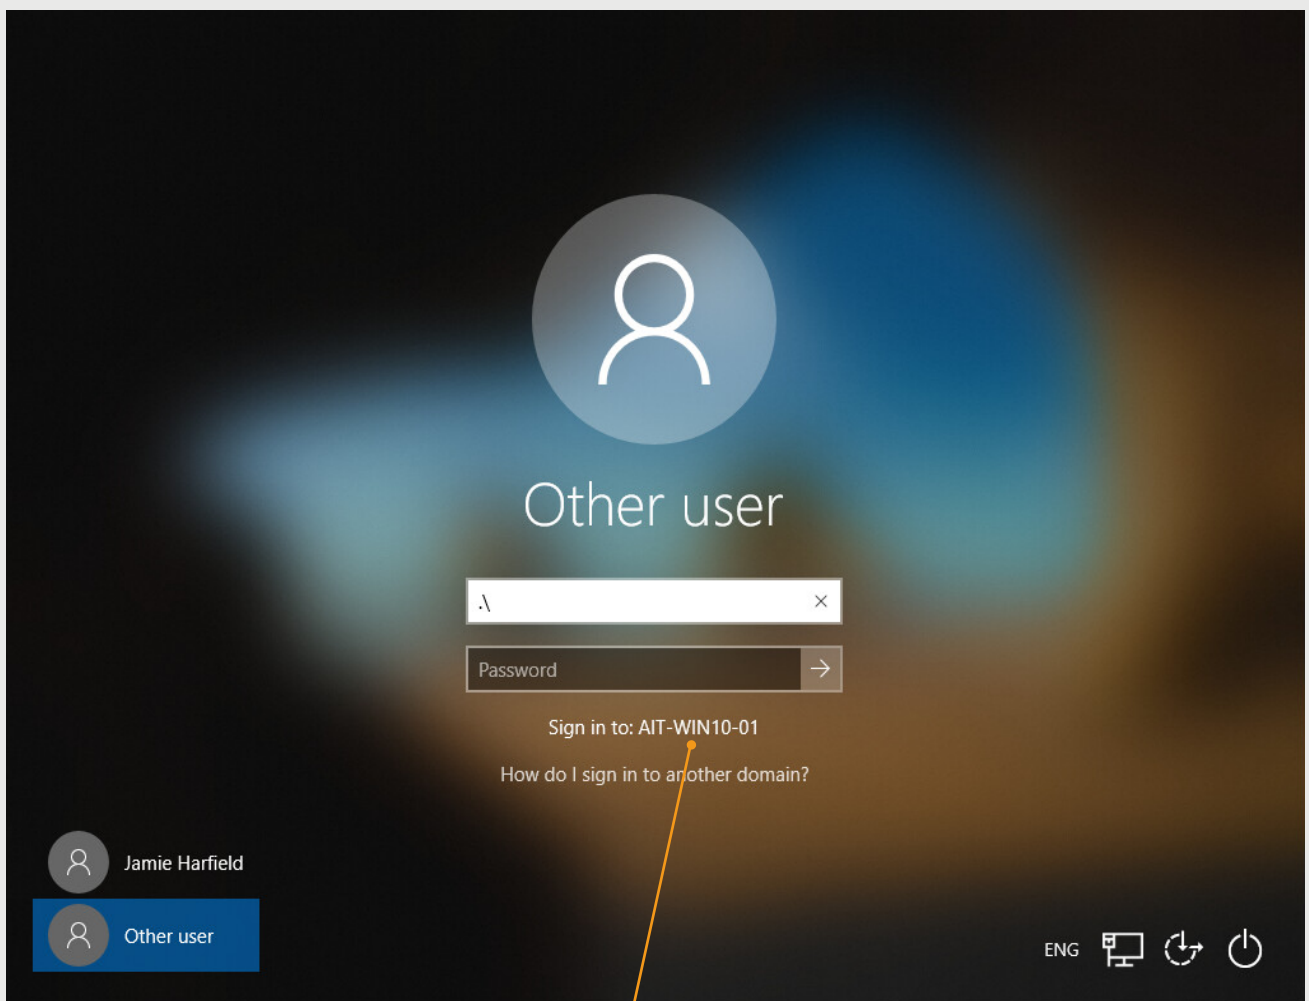 Other user
.\
Password
Sign in to: AIT-WIN10-01
How do I sign in to another domain?
Jamie Harfield
Other user
ENG